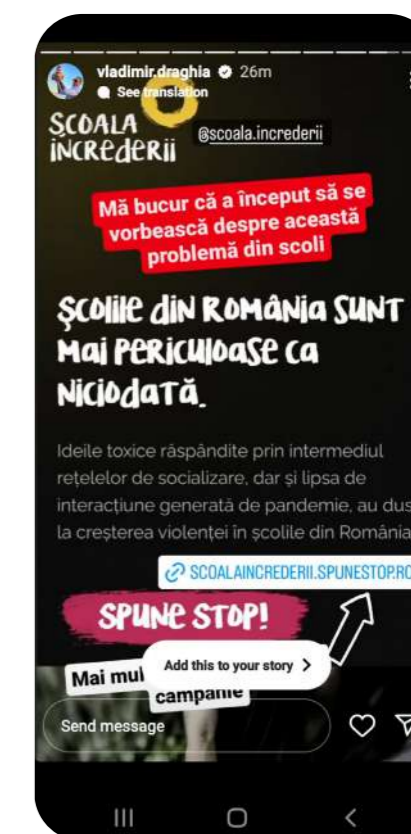 vladimir.draghia 26m
See translation
ȘCOALA
ÎNCREDERII
@scoala.increderii
Mă bucur că a început să se
vorbească despre această
problemă din scoli
ȘCOLILE DIN ROMÂNIA SUNT
MAI PERICULOASE CA
NICIODATĂ.
Ideile toxice răspândite prin intermediul
rețelelor de socializare, dar și lipsa de
interacțiune generată de pandemie, au dus
la creșterea violenței în școlile din România
SCOALAINCREDERII.SPUNESTOP.RO
SPUNE STOP!
Mai mul
Add this to your story
campanie
Send message